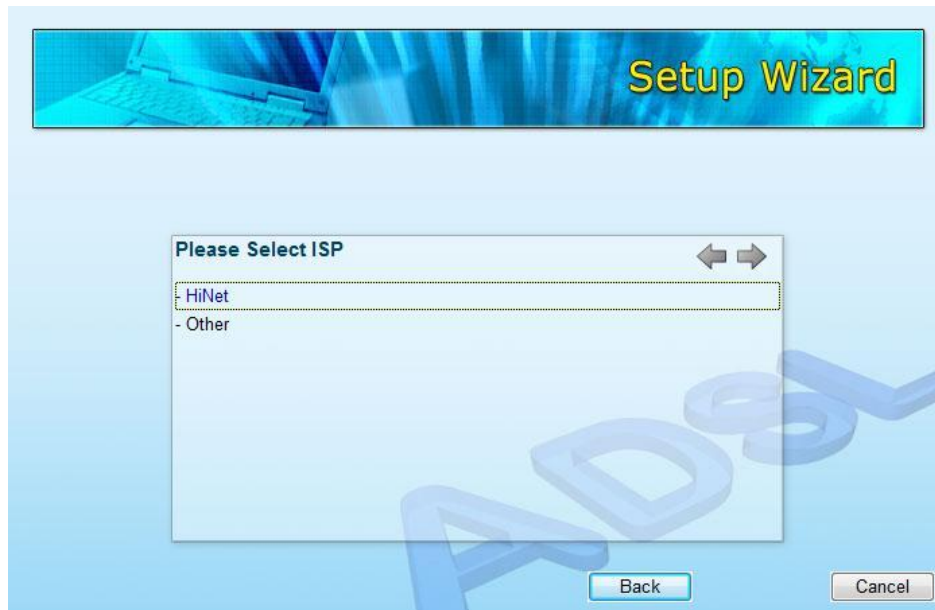 Setup Wizard
Please Select ISP
- HiNet
- Other
ADSL
Back
Cancel